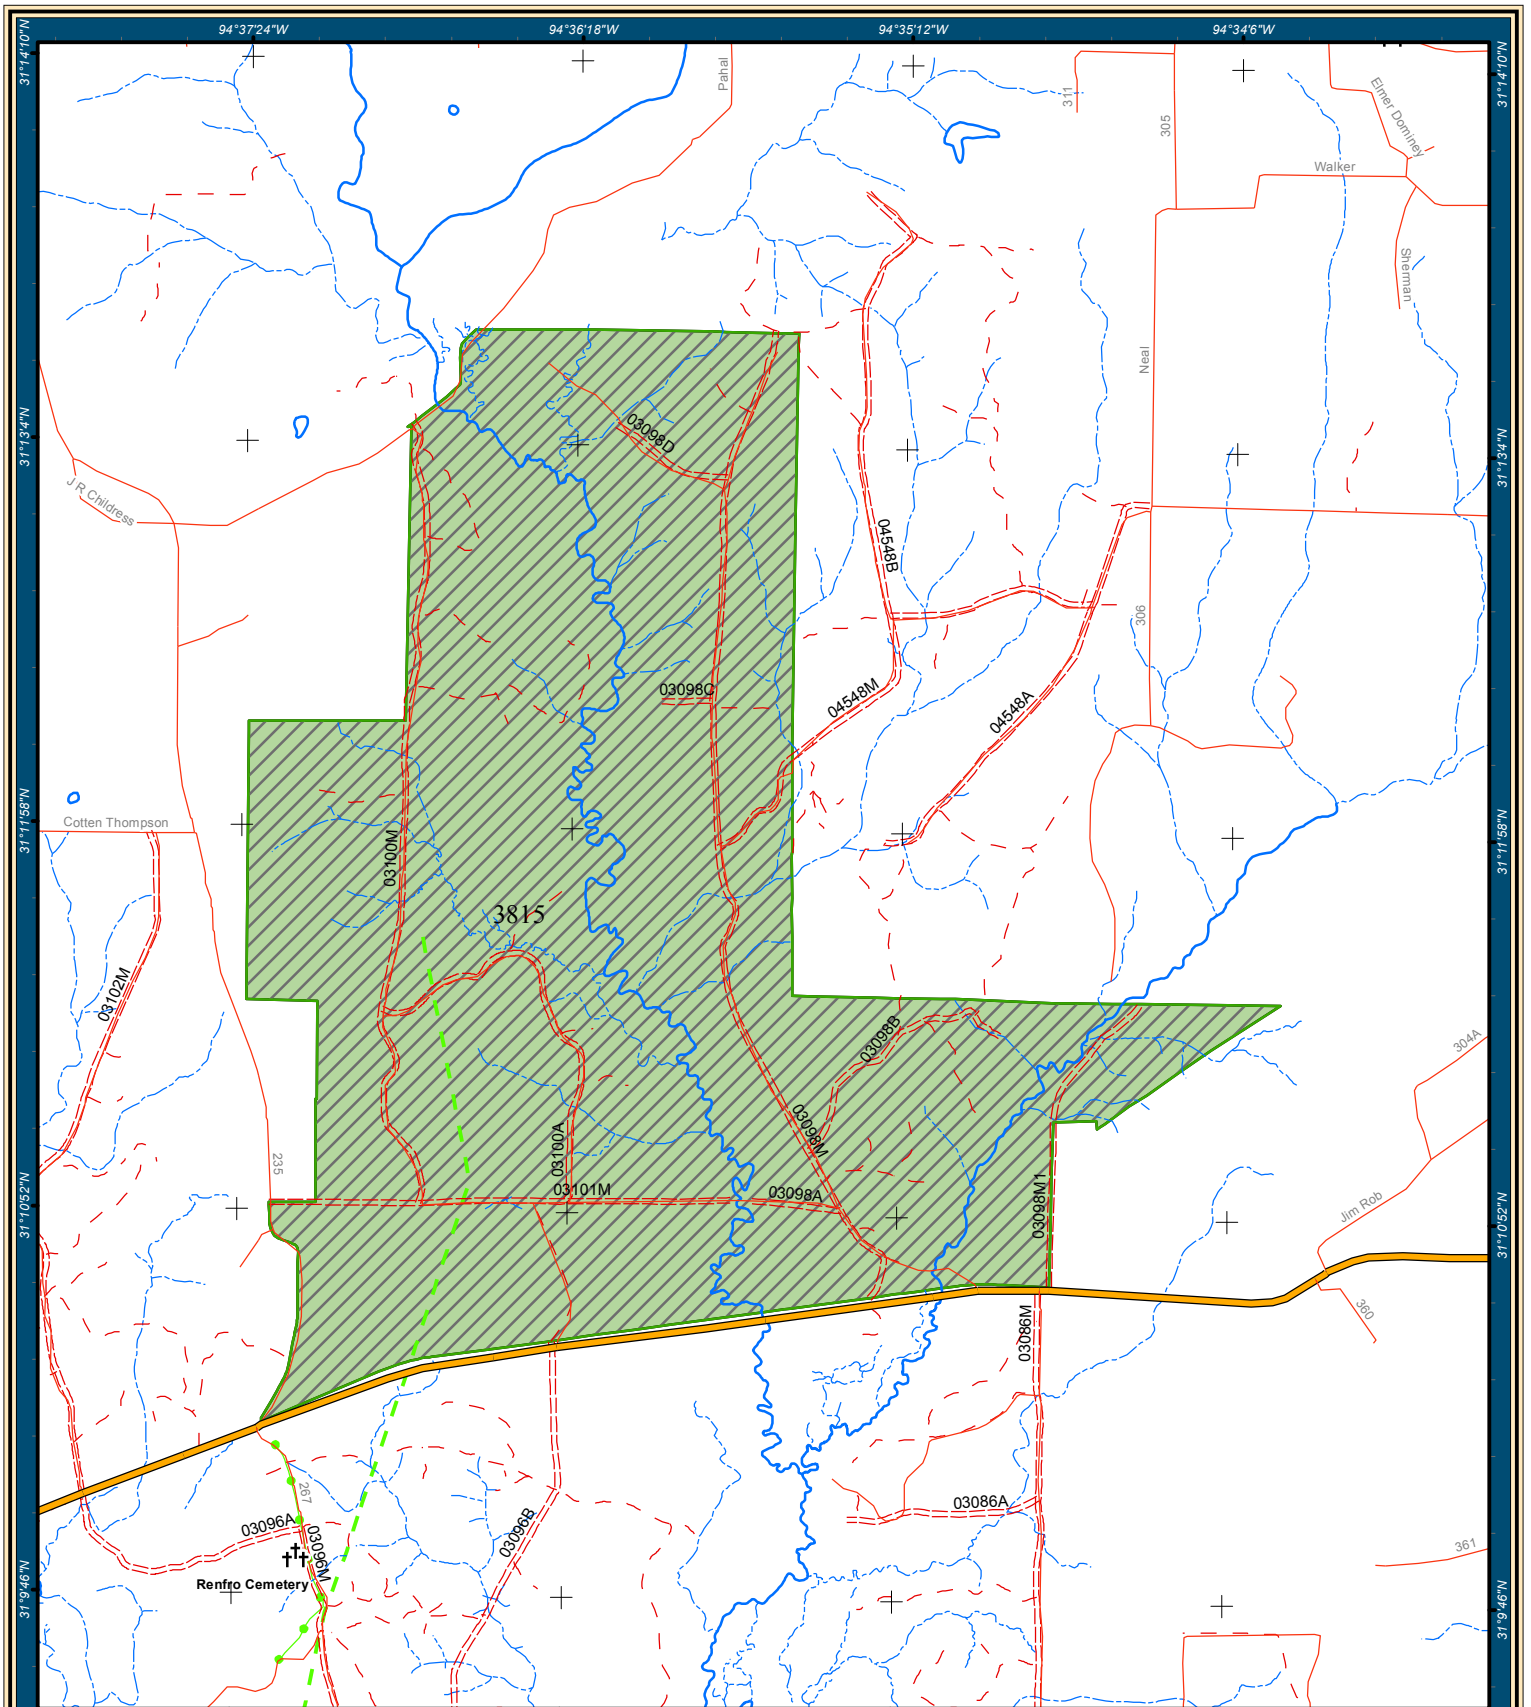 94°37'24"W
94°36'18"W
94°35'12"W
94°34'6"W
31°14'10"N
31°14'10"N
Pahal
311
305
Elmer Dominey
Walker
Sherman
Neal
31°13'4"N
31°13'4"N
03098D
J R Childress
04548B
306
03098C
04548M
04548A
31°11'58"N
31°11'58"N
Cotten Thompson
03100M
3815
03102M
03098B
304A
03098M
03100A
235
03101M
03098A
03098M1
31°10'52"N
31°10'52"N
Jim Rob
360
03086M
267
03096A
03096M
03096B
03086A
361
Renfro Cemetery
31°9'46"N
31°9'46"N